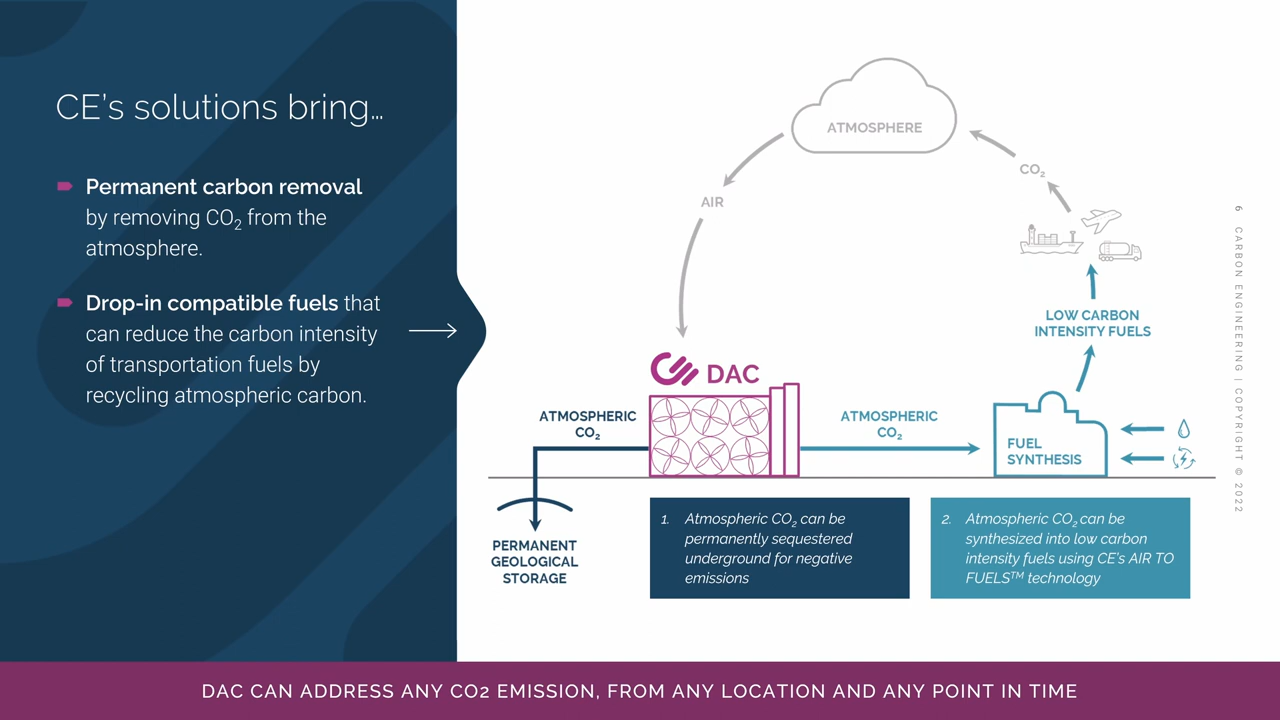 CE's solutions bring…
Permanent carbon removal
by removing CO₂ from the
atmosphere.
Drop-in compatible fuels that
can reduce the carbon intensity
of transportation fuels by
recycling atmospheric carbon.
ATMOSPHERE
AIR
CO₂
LOW CARBON
INTENSITY FUELS
DAC
ATMOSPHERIC
CO₂
ATMOSPHERIC
CO₂
FUEL
SYNTHESIS
PERMANENT
GEOLOGICAL
STORAGE
1. Atmospheric CO₂ can be
permanently sequestered
underground for negative
emissions
2. Atmospheric CO₂ can be
synthesized into low carbon
intensity fuels using CE's AIR TO
FUELS™ technology
6 CARBON ENGINEERING | COPYRIGHT © 2022
DAC CAN ADDRESS ANY CO2 EMISSION, FROM ANY LOCATION AND ANY POINT IN TIME